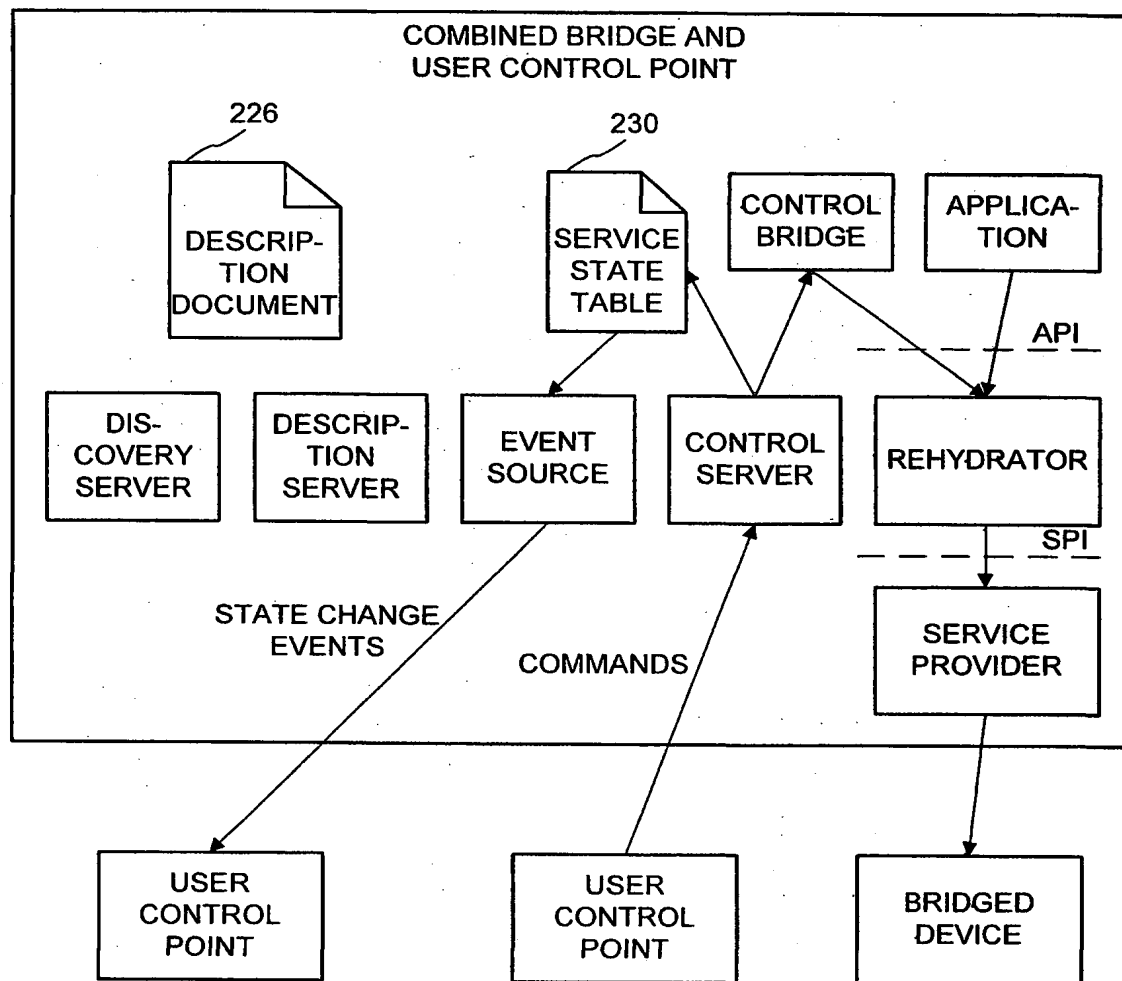 COMBINED BRIDGE AND
USER CONTROL POINT
226
230
DESCRIP-
TION
DOCUMENT
SERVICE
STATE
TABLE
CONTROL
BRIDGE
APPLICA-
TION
API
DIS-
COVERY
SERVER
DESCRIP-
TION
SERVER
EVENT
SOURCE
CONTROL
SERVER
REHYDRATOR
SPI
STATE CHANGE
EVENTS
COMMANDS
SERVICE
PROVIDER
USER
CONTROL
POINT
USER
CONTROL
POINT
BRIDGED
DEVICE